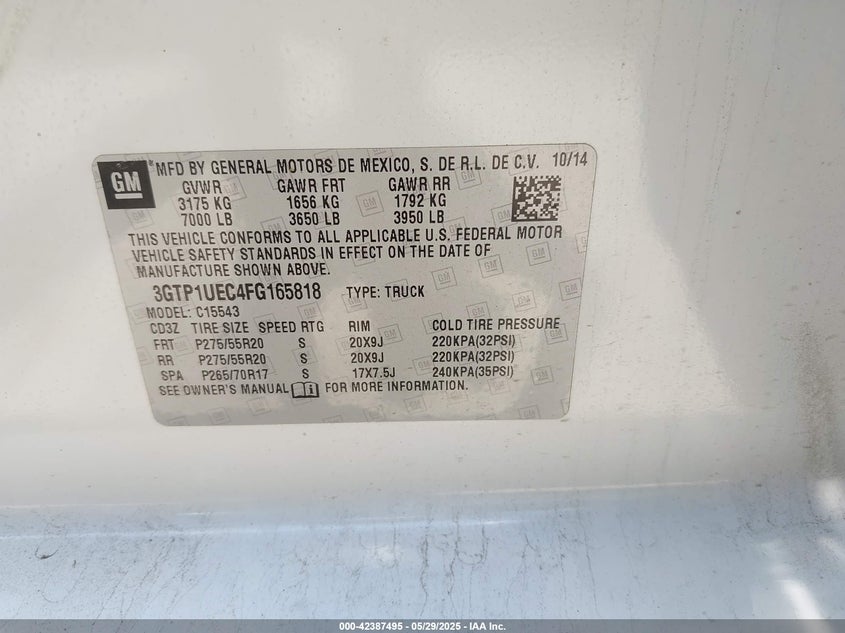 GM ® MFD BY GENERAL MOTORS DE MEXICO, S. DE R.L. DE C.V. 10/14
GVWR GAWR FRT GAWR RR
3175 KG 1656 KG 1792 KG
7000 LB 3650 LB 3950 LB
THIS VEHICLE CONFORMS TO ALL APPLICABLE U.S. FEDERAL MOTOR
VEHICLE SAFETY STANDARDS IN EFFECT ON THE DATE OF
MANUFACTURE SHOWN ABOVE.
3GTP1UEC4FG165818 TYPE: TRUCK
MODEL: C15543
CD3Z TIRE SIZE SPEED RTG RIM COLD TIRE PRESSURE
FRT P275/55R20 S 20X9J 220KPA(32PSI)
RR P275/55R20 S 20X9J 220KPA(32PSI)
SPA P265/70R17 S 17X7.5J 240KPA(35PSI)
SEE OWNER'S MANUAL FOR MORE INFORMATION.
000-42387495 - 05/29/2025 - IAA Inc.